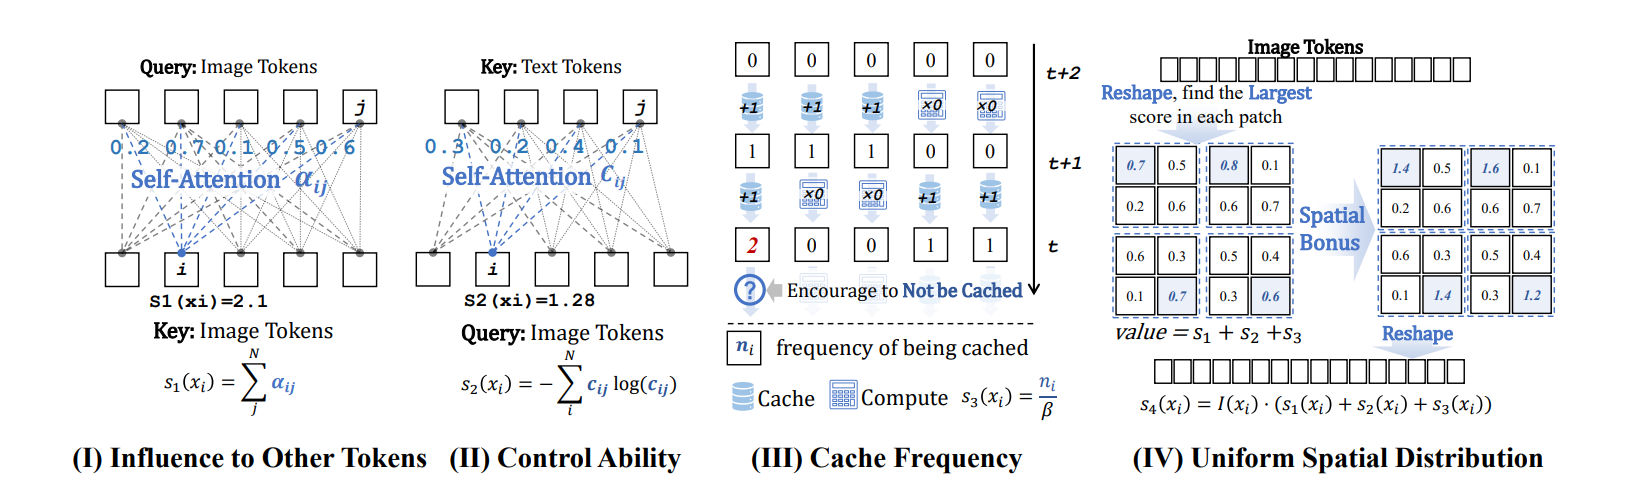 Query: Image Tokens
j
0.2 0.7 0.1 0.5 0.6
Self-Attention αij
i
S1(xi)=2.1
Key: Image Tokens
s1(xi) = ∑_j^N αij
(I) Influence to Other Tokens
Key: Text Tokens
j
0.3 0.2 0.4 0.1
Self-Attention Cij
i
S2(xi)=1.28
Query: Image Tokens
s2(xi) = −∑_i^N cij log(cij)
(II) Control Ability
0 0 0 0 0
t+2
+1 +1 +1 ×0 ×0
1 1 1 0 0
t+1
+1 ×0 ×0 +1 +1
2 0 0 1 1
t
? Encourage to Not be Cached
ni frequency of being cached
Cache Compute s3(xi) = ni/β
(III) Cache Frequency
Image Tokens
Reshape, find the Largest
score in each patch
0.7 0.5 0.8 0.1
0.2 0.6 0.6 0.7
0.6 0.3 0.5 0.4
0.1 0.7 0.3 0.6
value = s1 + s2 +s3
Spatial
Bonus
1.4 0.5 1.6 0.1
0.2 0.6 0.6 0.7
0.6 0.3 0.5 0.4
0.1 1.4 0.3 1.2
Reshape
s4(xi) = I(xi) · (s1(xi) + s2(xi) + s3(xi))
(IV) Uniform Spatial Distribution